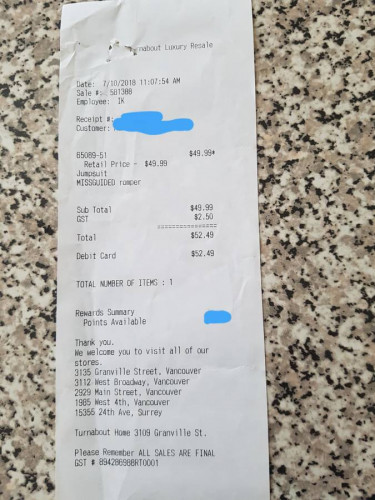 Turnabout Luxury Resale
Date: 7/10/2018 11:07:54 AM
Sale #: 501388
Employee: IK
Receipt #:
Customer:
65089-51 $49.99*
Retail Price - $49.99
Jumpsuit
MISSGUIDED romper
Sub Total $49.99
GST $2.50
================
Total $52.49
Debit Card $52.49
TOTAL NUMBER OF ITEMS : 1
Rewards Summary
Points Available
Thank you.
We welcome you to visit all of our
stores.
3135 Granville Street, Vancouver
3112 West Broadway, Vancouver
2929 Main Street, Vancouver
1985 West 4th, Vancouver
15355 24th Ave, Surrey
Turnabout Home 3109 Granville St.
Please Remember ALL SALES ARE FINAL
GST # 894286988RT0001